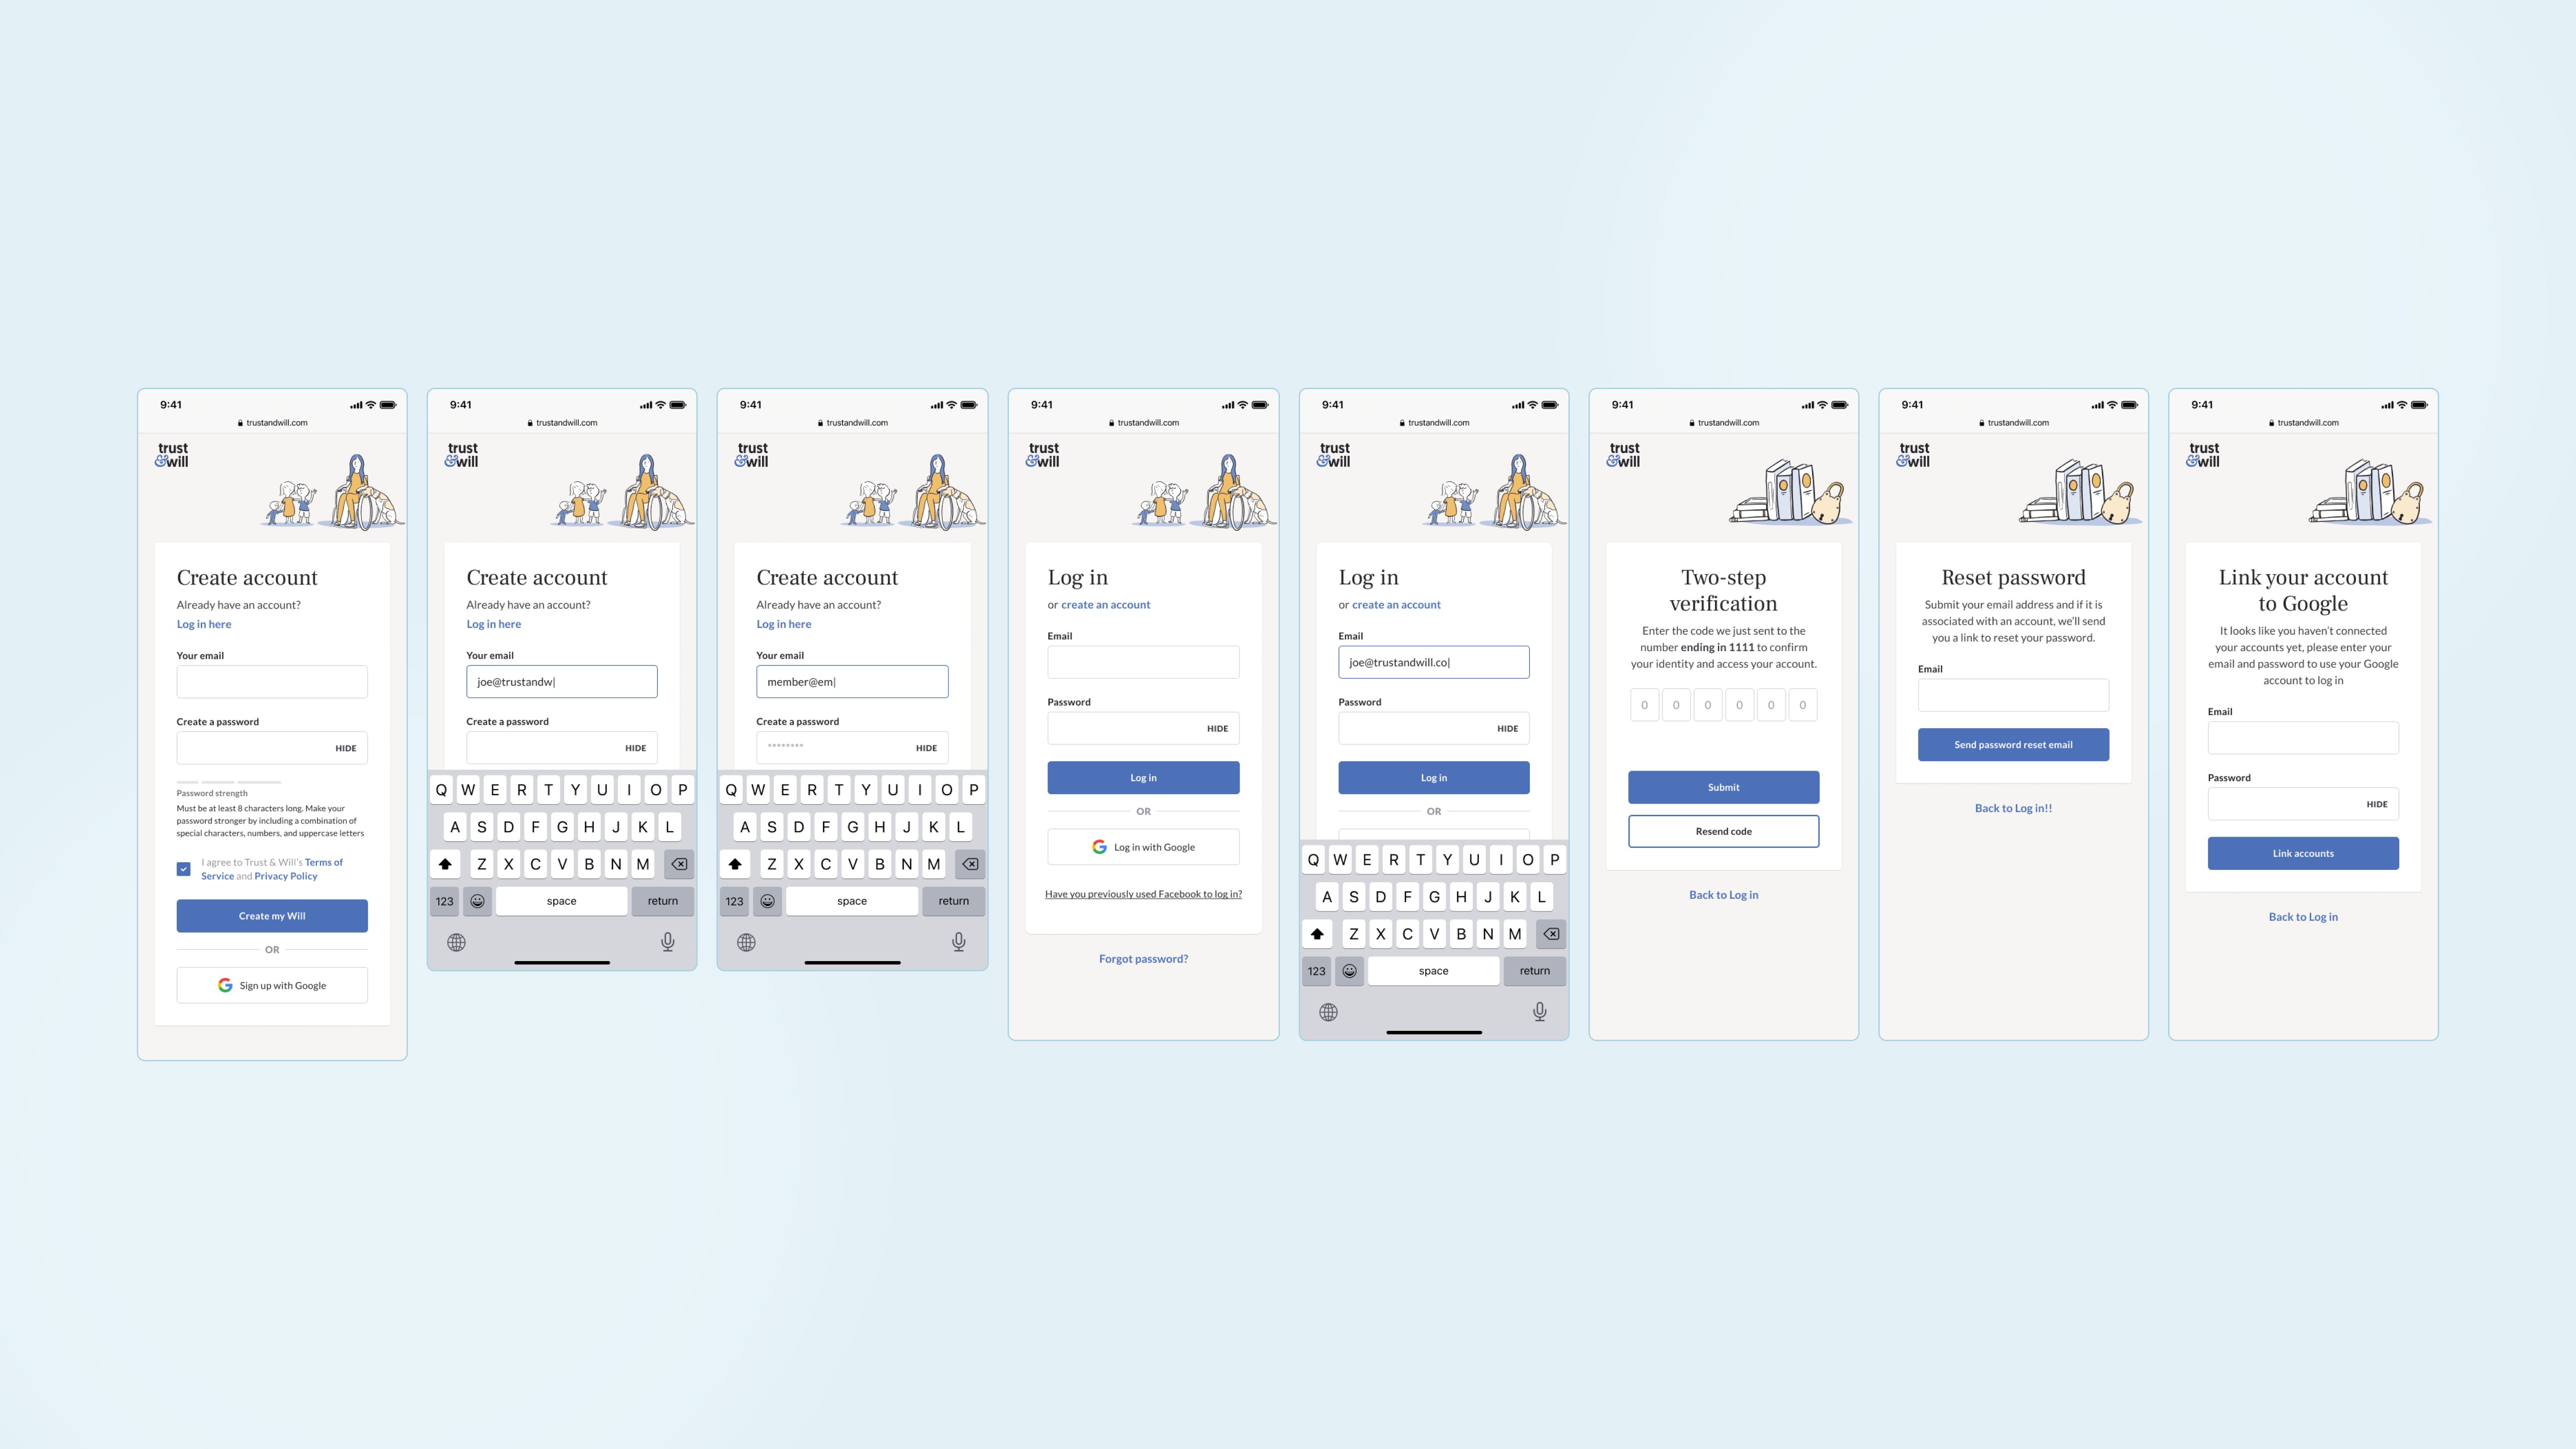 9:41
trustandwill.com
trust
&will
Create account
Already have an account?
Log in here
Your email
Create a password
HIDE
Password strength
Must be at least 8 characters long. Make your
password stronger by including a combination of
special characters, numbers, and uppercase letters
I agree to Trust & Will's Terms of
Service and Privacy Policy
Create my Will
OR
Sign up with Google
9:41
trustandwill.com
trust
&will
Create account
Already have an account?
Log in here
Your email
joe@trustandw|
Create a password
HIDE
Q W E R T Y U I O P
A S D F G H J K L
Z X C V B N M
123 space return
9:41
trustandwill.com
trust
&will
Create account
Already have an account?
Log in here
Your email
member@em|
Create a password
******** HIDE
Q W E R T Y U I O P
A S D F G H J K L
Z X C V B N M
123 space return
9:41
trustandwill.com
trust
&will
Log in
or create an account
Email
Password
HIDE
Log in
OR
Log in with Google
Have you previously used Facebook to log in?
Forgot password?
9:41
trustandwill.com
trust
&will
Log in
or create an account
Email
joe@trustandwill.co|
Password
HIDE
Log in
OR
Q W E R T Y U I O P
A S D F G H J K L
Z X C V B N M
123 space return
9:41
trustandwill.com
trust
&will
Two-step
verification
Enter the code we just sent to the
number ending in 1111 to confirm
your identity and access your account.
0 0 0 0 0 0
Submit
Resend code
Back to Log in
9:41
trustandwill.com
trust
&will
Reset password
Submit your email address and if it is
associated with an account, we'll send
you a link to reset your password.
Email
Send password reset email
Back to Log in!!
9:41
trustandwill.com
trust
&will
Link your account
to Google
It looks like you haven't connected
your accounts yet, please enter your
email and password to use your Google
account to log in
Email
Password
HIDE
Link accounts
Back to Log in